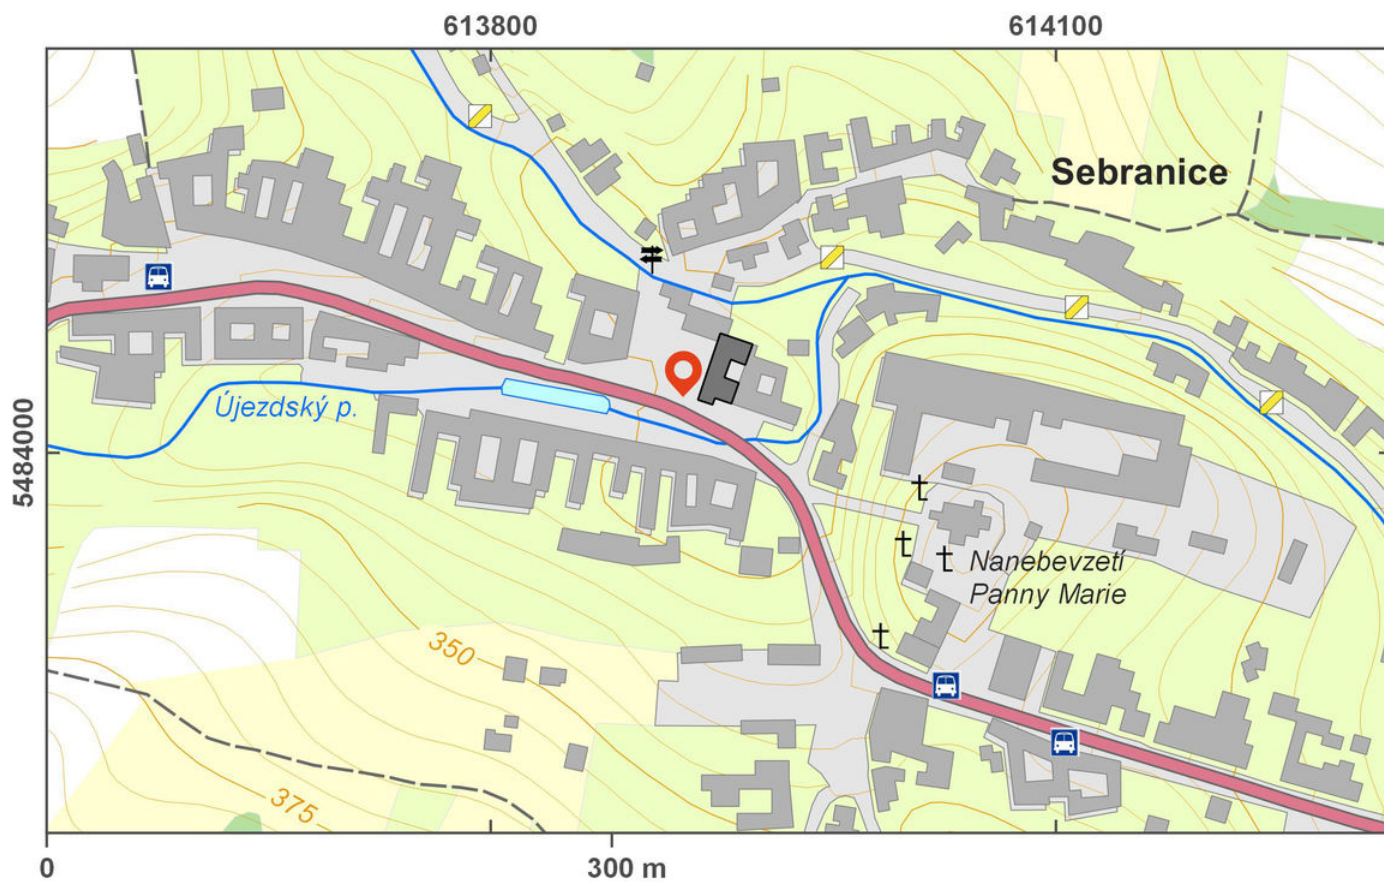 613800
614100
Sebranice
5484000
Újezdský p.
Nanebevzetí
Panny Marie
350
375
0
300 m